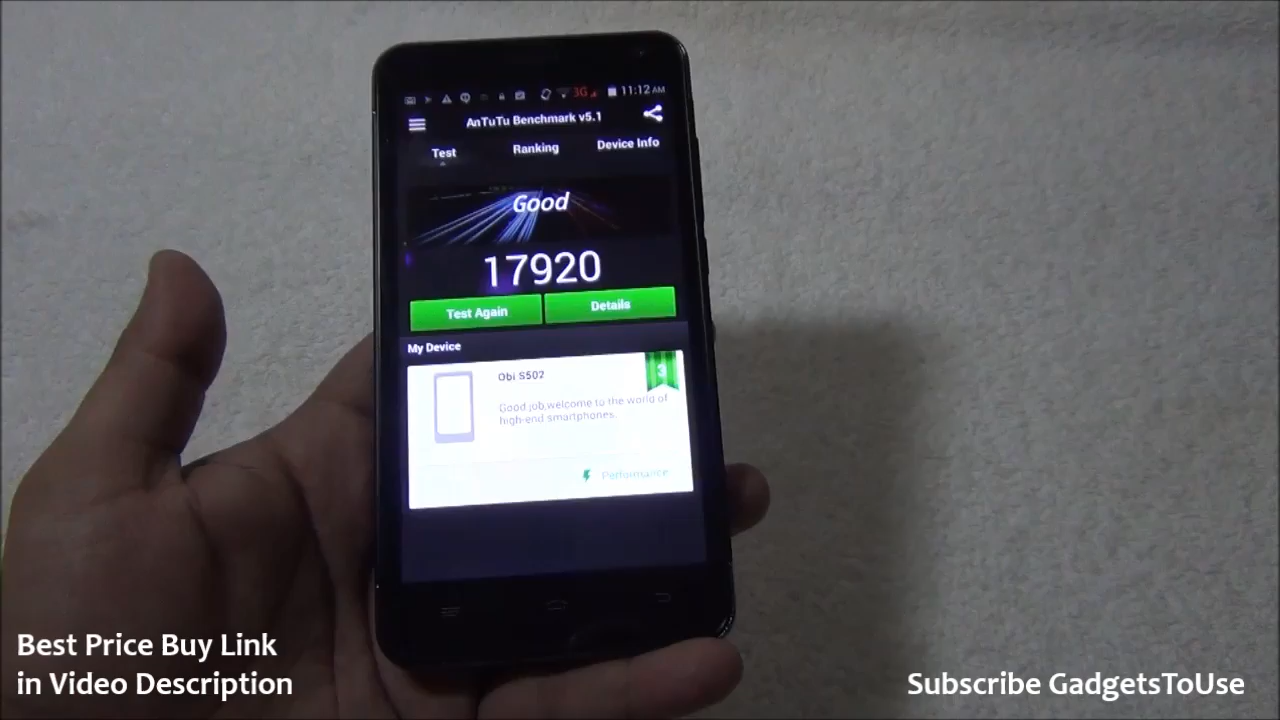 3G 11:12 AM
AnTuTu Benchmark v5.1
Test Ranking Device Info
Good
17920
Test Again Details
My Device
Obi S502 3
Good job,welcome to the world of
high-end smartphones.
Performance
Best Price Buy Link
in Video Description
Subscribe GadgetsToUse